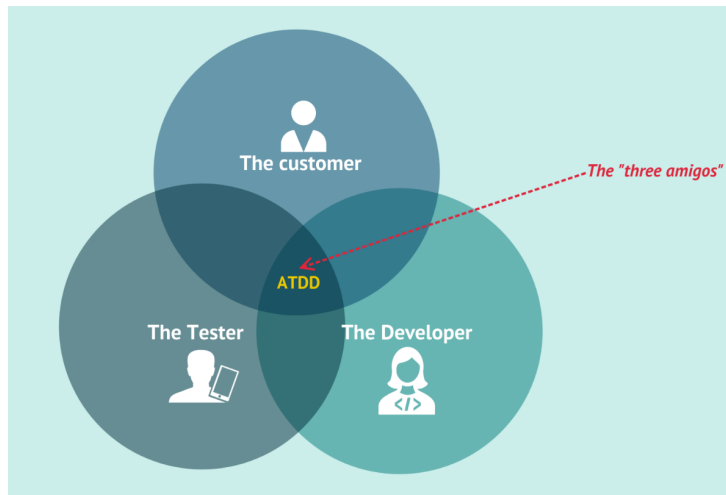 The customer
The "three amigos"
ATDD
The Tester
The Developer
</>